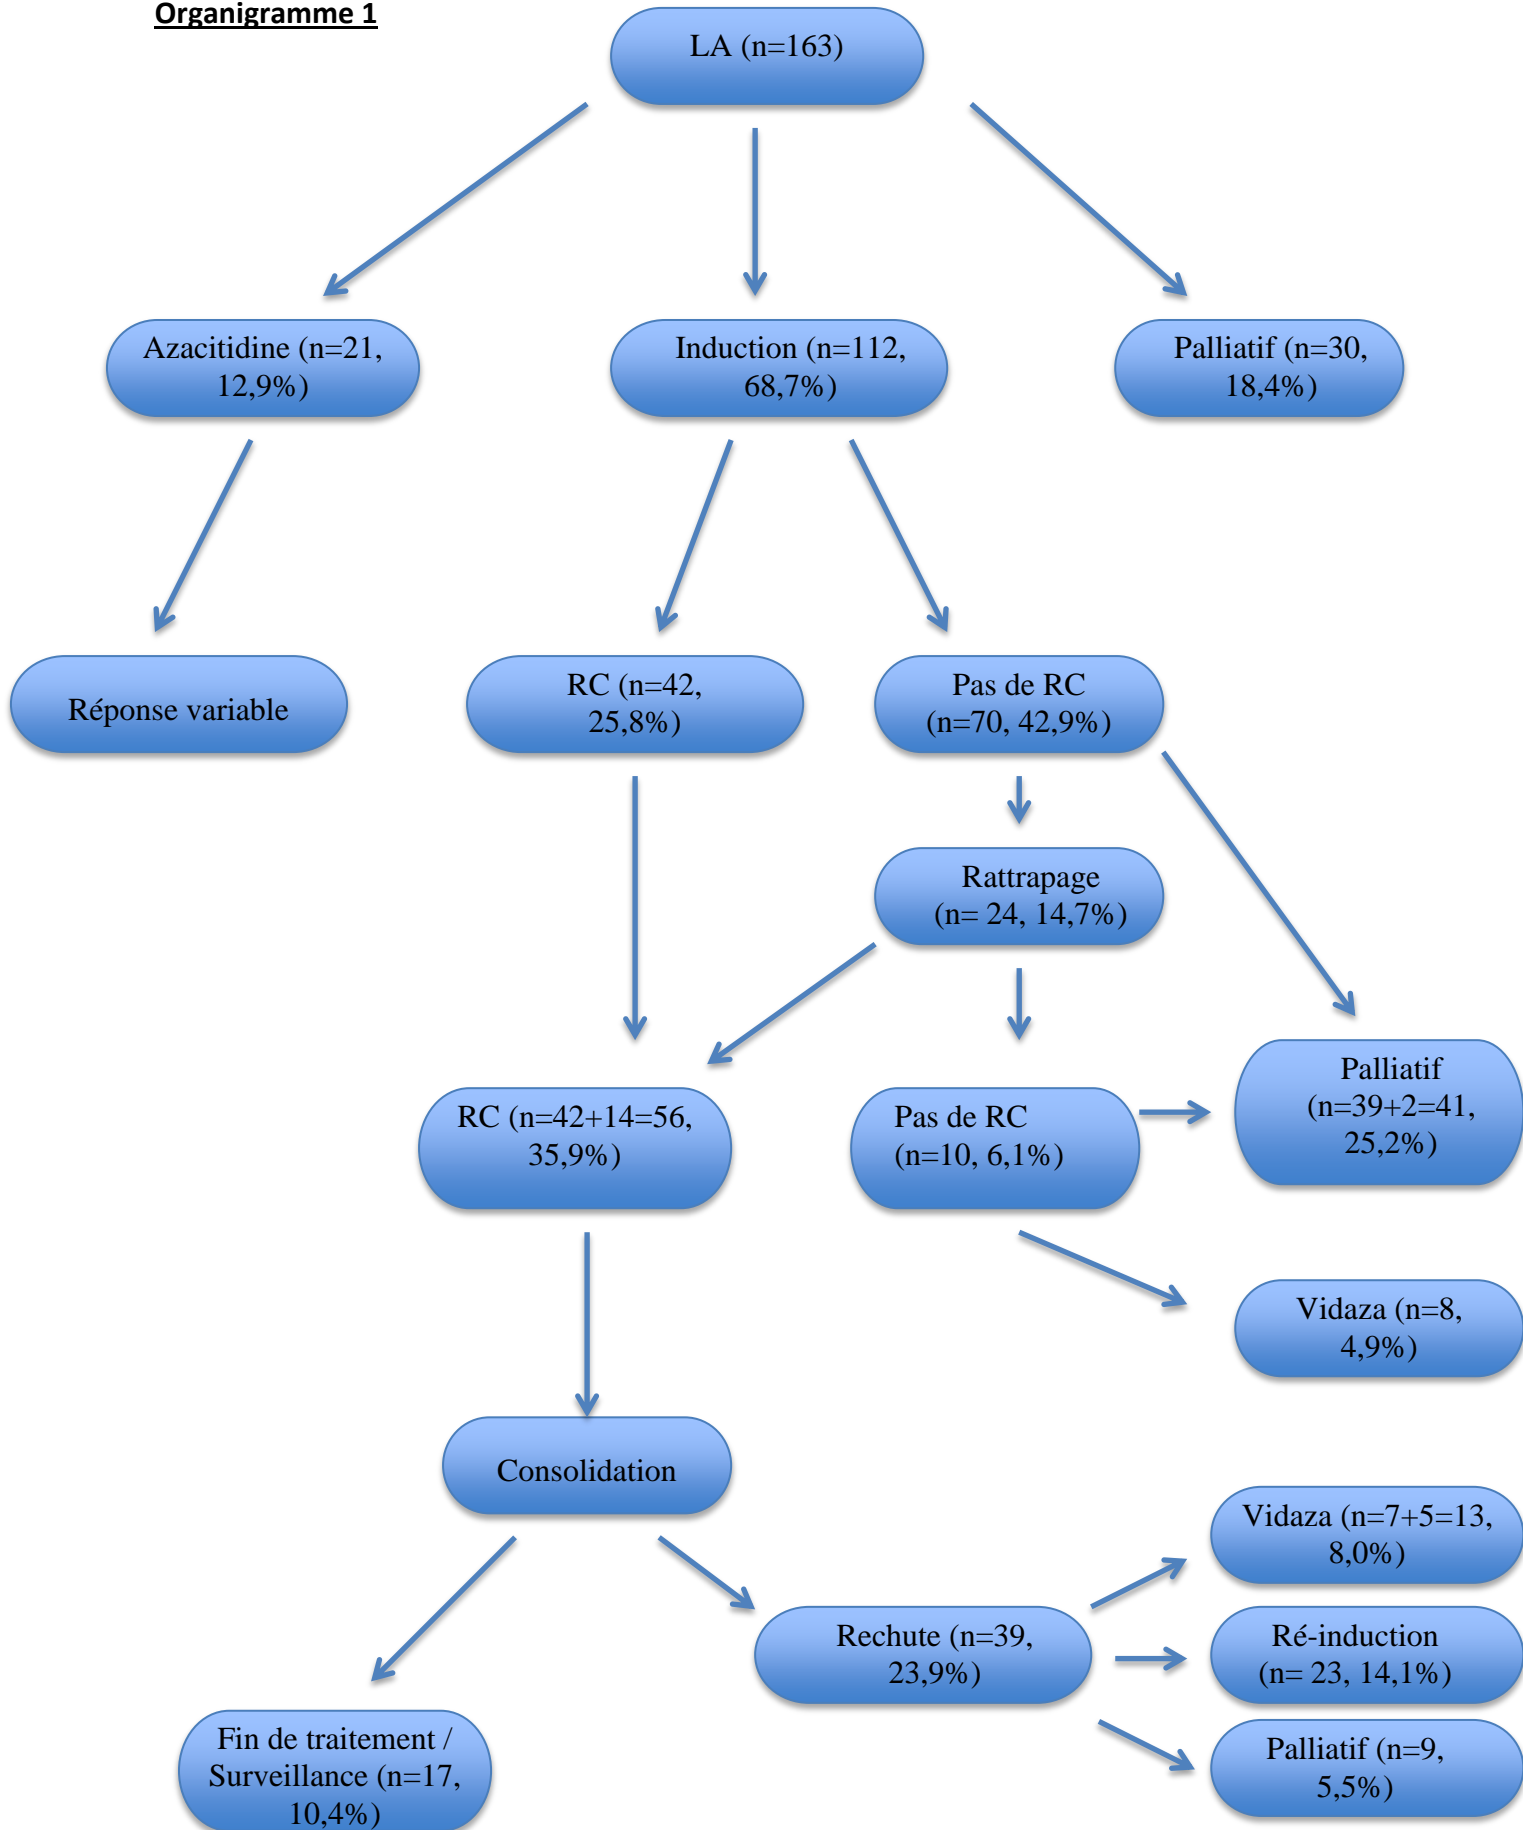 Organigramme 1
LA (n=163)
Azacitidine (n=21,
12,9%)
Induction (n=112,
68,7%)
Palliatif (n=30,
18,4%)
Réponse variable
RC (n=42,
25,8%)
Pas de RC
(n=70, 42,9%)
Rattrapage
(n= 24, 14,7%)
RC (n=42+14=56,
35,9%)
Pas de RC
(n=10, 6,1%)
Palliatif
(n=39+2=41,
25,2%)
Vidaza (n=8,
4,9%)
Consolidation
Vidaza (n=7+5=13,
8,0%)
Rechute (n=39,
23,9%)
Ré-induction
(n= 23, 14,1%)
Fin de traitement /
Surveillance (n=17,
10,4%)
Palliatif (n=9,
5,5%)